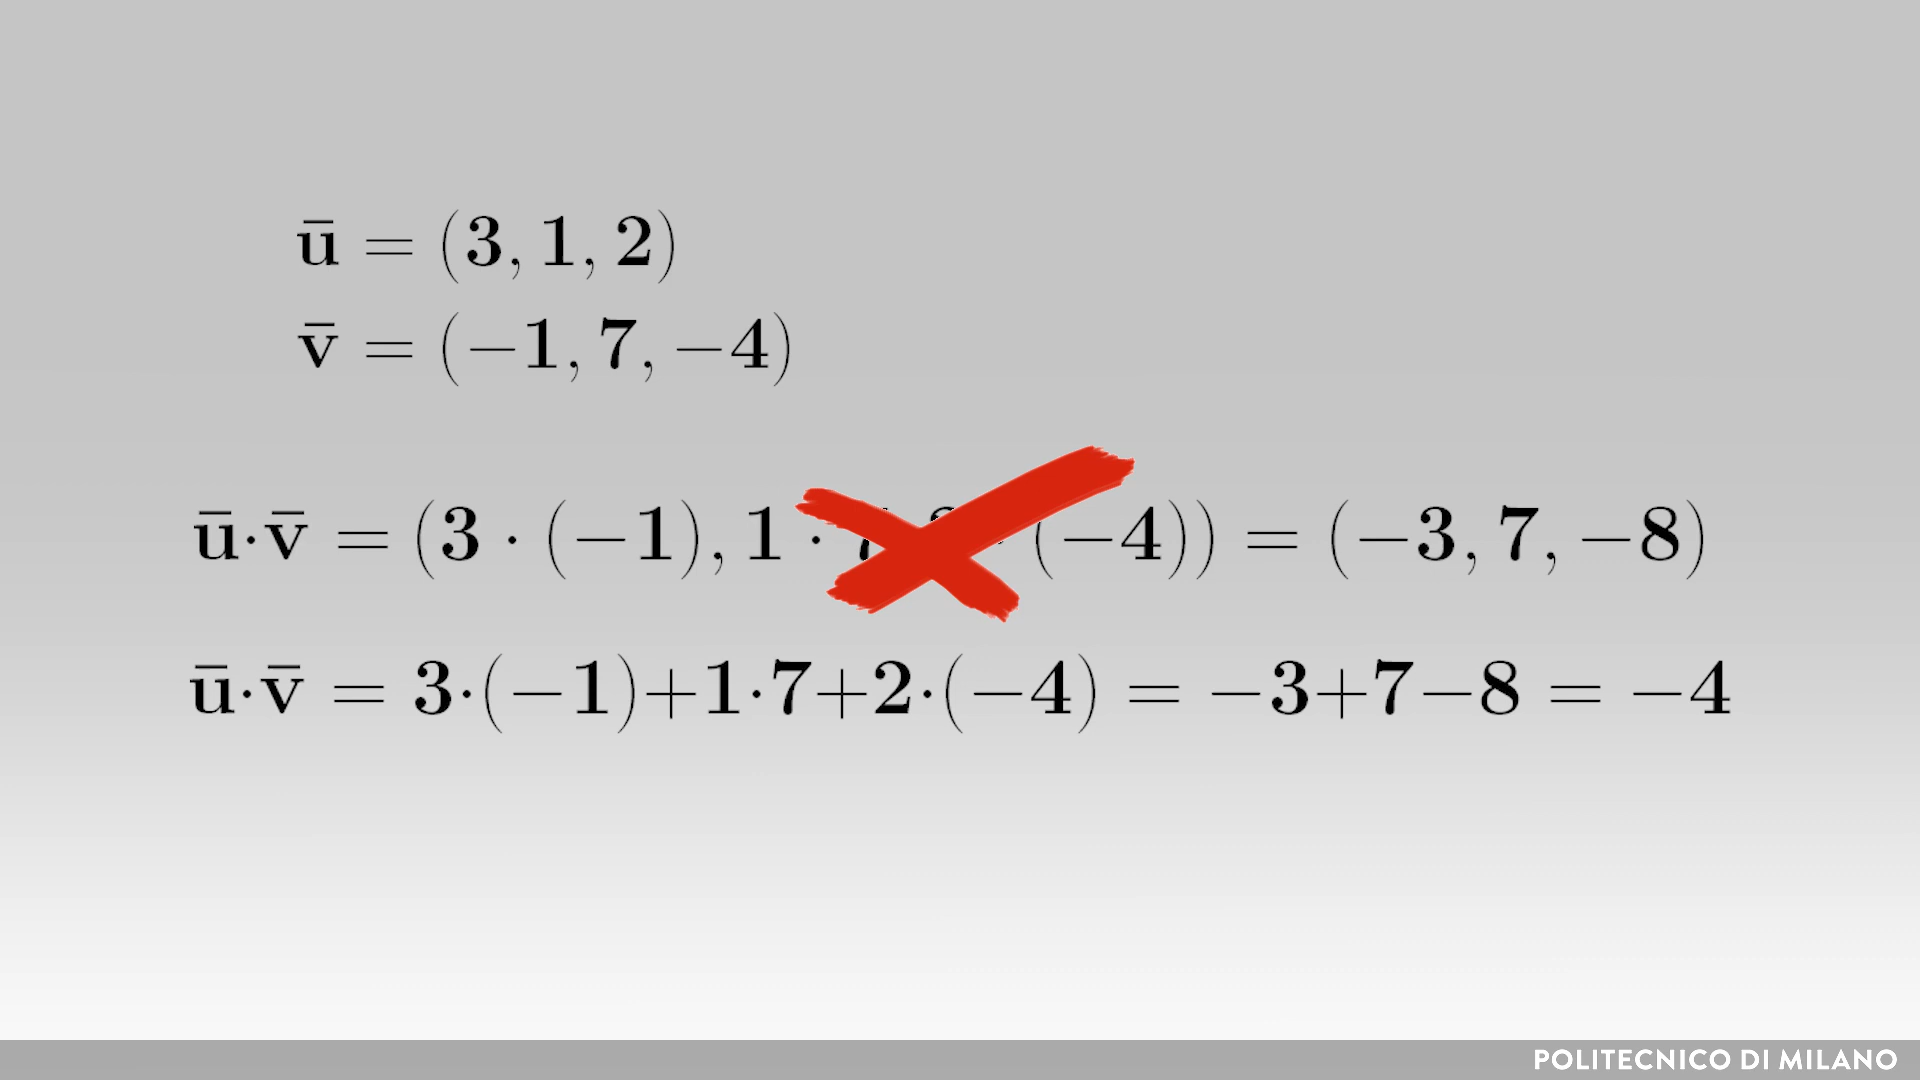 ū = (3, 1, 2)
v̄ = (−1, 7, −4)
ū·v̄ = (3 · (−1), 1 · (−4)) = (−3, 7, −8)
ū·v̄ = 3·(−1)+1·7+2·(−4) = −3+7−8 = −4
POLITECNICO DI MILANO